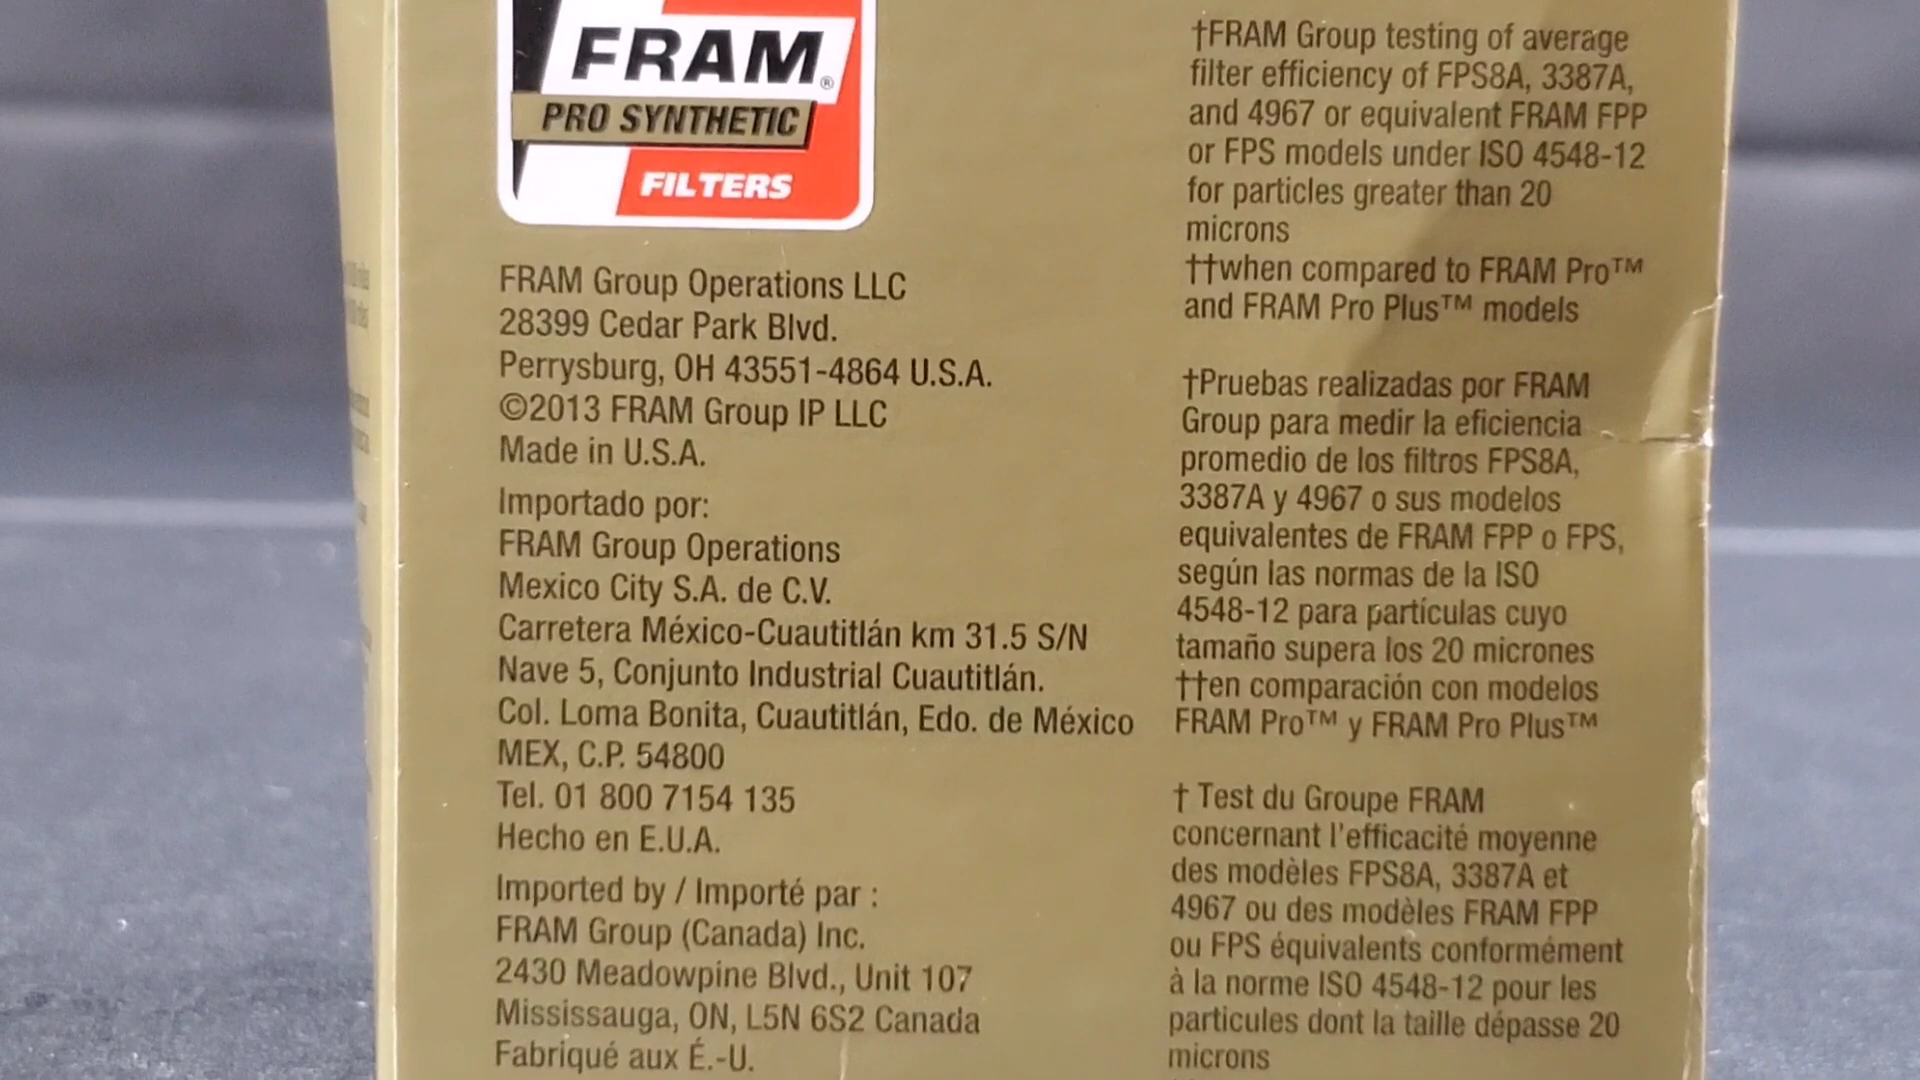 FRAM®
PRO SYNTHETIC
FILTERS
FRAM Group Operations LLC
28399 Cedar Park Blvd.
Perrysburg, OH 43551-4864 U.S.A.
©2013 FRAM Group IP LLC
Made in U.S.A.
Importado por:
FRAM Group Operations
Mexico City S.A. de C.V.
Carretera México-Cuautitlán km 31.5 S/N
Nave 5, Conjunto Industrial Cuautitlán.
Col. Loma Bonita, Cuautitlán, Edo. de México
MEX, C.P. 54800
Tel. 01 800 7154 135
Hecho en E.U.A.
Imported by / Importé par :
FRAM Group (Canada) Inc.
2430 Meadowpine Blvd., Unit 107
Mississauga, ON, L5N 6S2 Canada
Fabriqué aux É.-U.
†FRAM Group testing of average
filter efficiency of FPS8A, 3387A,
and 4967 or equivalent FRAM FPP
or FPS models under ISO 4548-12
for particles greater than 20
microns
††when compared to FRAM Pro™
and FRAM Pro Plus™ models
†Pruebas realizadas por FRAM
Group para medir la eficiencia
promedio de los filtros FPS8A,
3387A y 4967 o sus modelos
equivalentes de FRAM FPP o FPS,
según las normas de la ISO
4548-12 para partículas cuyo
tamaño supera los 20 micrones
††en comparación con modelos
FRAM Pro™ y FRAM Pro Plus™
† Test du Groupe FRAM
concernant l'efficacité moyenne
des modèles FPS8A, 3387A et
4967 ou des modèles FRAM FPP
ou FPS équivalents conformément
à la norme ISO 4548-12 pour les
particules dont la taille dépasse 20
microns